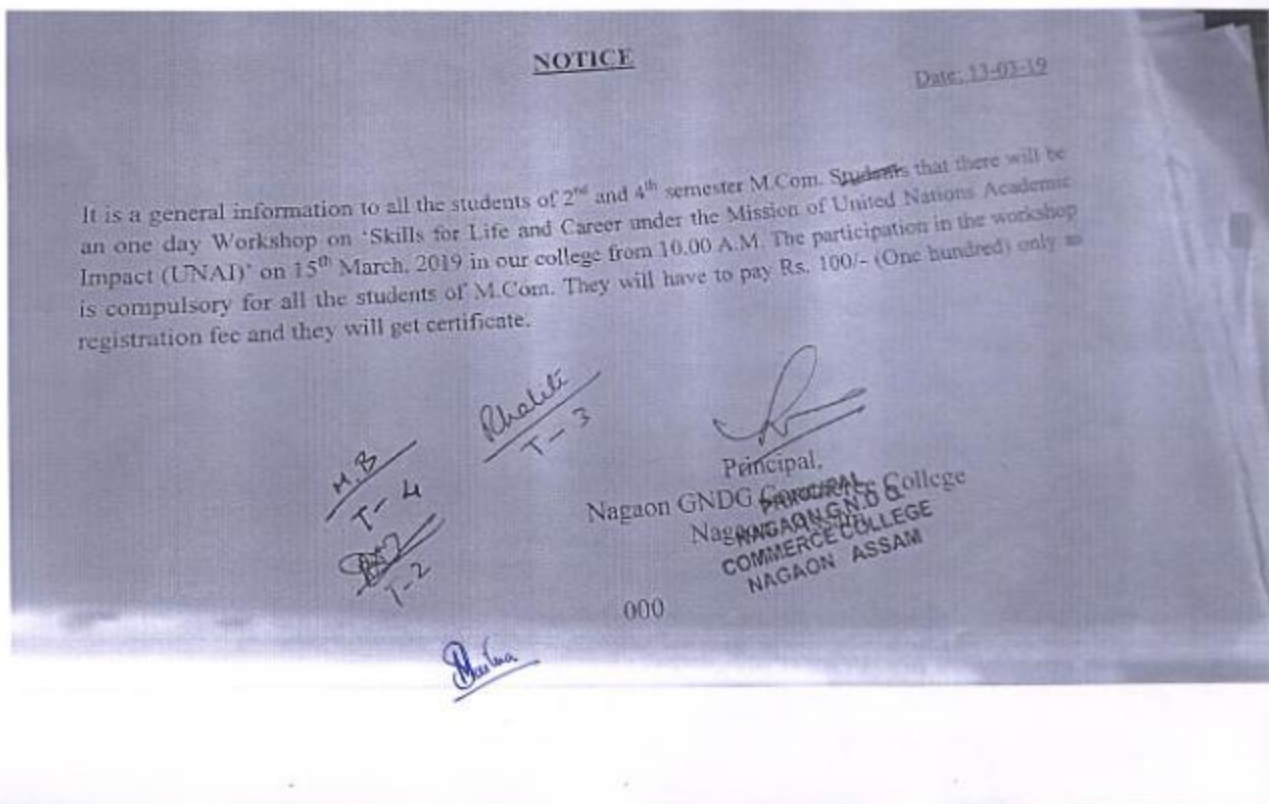 NOTICE
Date: 13-03-19
It is a general information to all the students of 2nd and 4th semester M.Com. Students that there will be
an one day Workshop on ‘Skills for Life and Career under the Mission of United Nations Academic
Impact (UNAI)’ on 15th March, 2019 in our college from 10.00 A.M. The participation in the workshop
is compulsory for all the students of M.Com. They will have to pay Rs. 100/- (One hundred) only as
registration fee and they will get certificate.
T-3
M.B
T-4
T-2
Principal,
Nagaon GNDG Commerce College
PRINCIPAL
NAGAON G.N.D.G
COMMERCE COLLEGE
NAGAON ASSAM
000